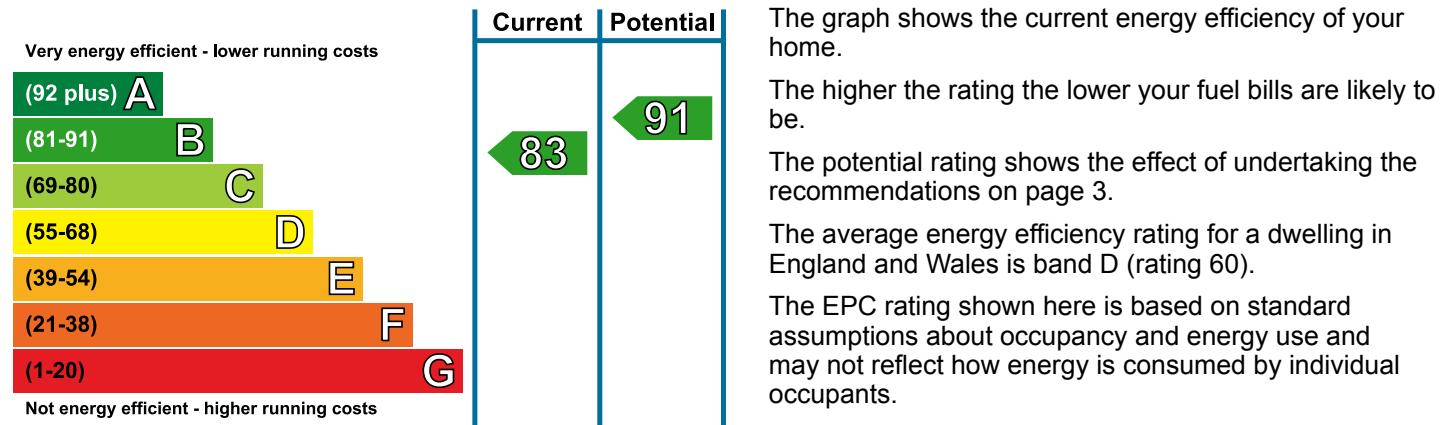 Current Potential
Very energy efficient - lower running costs
(92 plus) A
(81-91) B
(69-80) C
(55-68) D
(39-54) E
(21-38) F
(1-20) G
Not energy efficient - higher running costs
83
91
The graph shows the current energy efficiency of your
home.
The higher the rating the lower your fuel bills are likely to
be.
The potential rating shows the effect of undertaking the
recommendations on page 3.
The average energy efficiency rating for a dwelling in
England and Wales is band D (rating 60).
The EPC rating shown here is based on standard
assumptions about occupancy and energy use and
may not reflect how energy is consumed by individual
occupants.